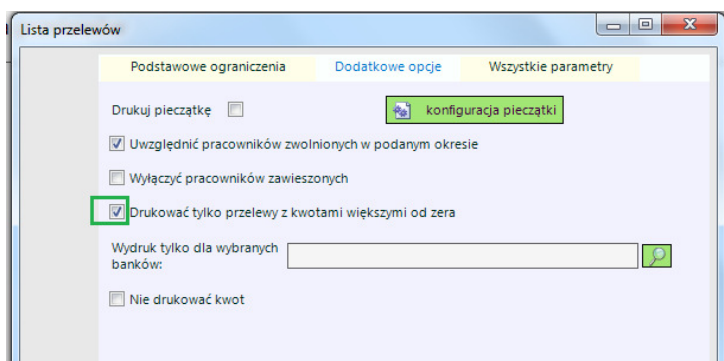 Lista przelewów
Podstawowe ograniczenia Dodatkowe opcje Wszystkie parametry
Drukuj pieczątkę konfiguracja pieczątki
Uwzględnić pracowników zwolnionych w podanym okresie
Wyłączyć pracowników zawieszonych
Drukować tylko przelewy z kwotami większymi od zera
Wydruk tylko dla wybranych
banków:
Nie drukować kwot